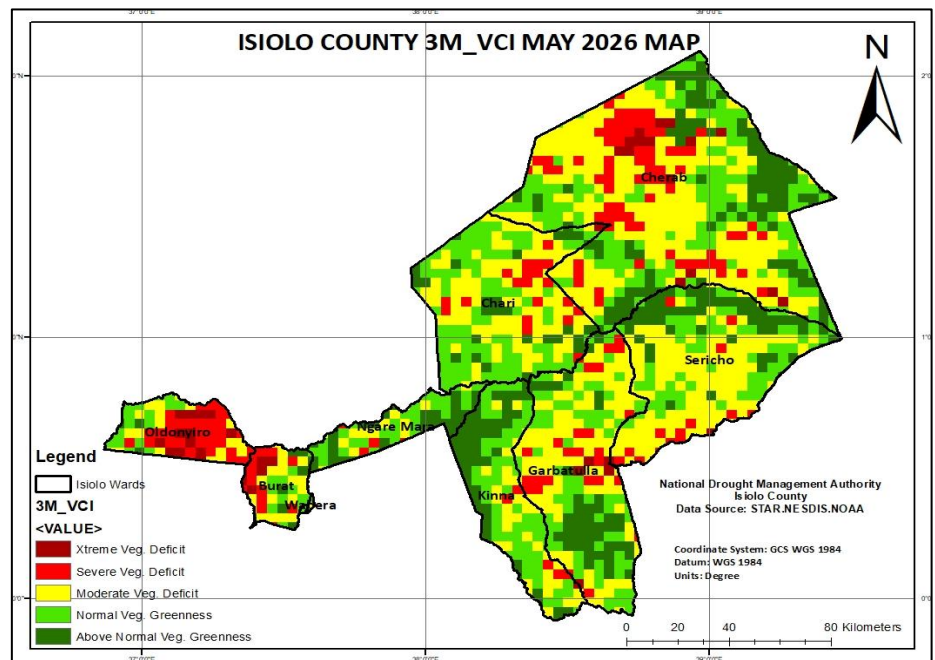 ISIOLO COUNTY 3M_VCI MAY 2026 MAP
N
Cherab
Chari
Sericho
Oldonyiro
Ngare Mara
Burat
Wabera
Kinna
Garbatulla
Legend
Isiolo Wards
3M_VCI
<VALUE>
Xtreme Veg. Deficit
Severe Veg. Deficit
Moderate Veg. Deficit
Normal Veg. Greenness
Above Normal Veg. Greenness
National Drought Management Authority
Isiolo County
Data Source: STAR.NESDIS.NOAA
Coordinate System: GCS WGS 1984
Datum: WGS 1984
Units: Degree
0 20 40 80 Kilometers